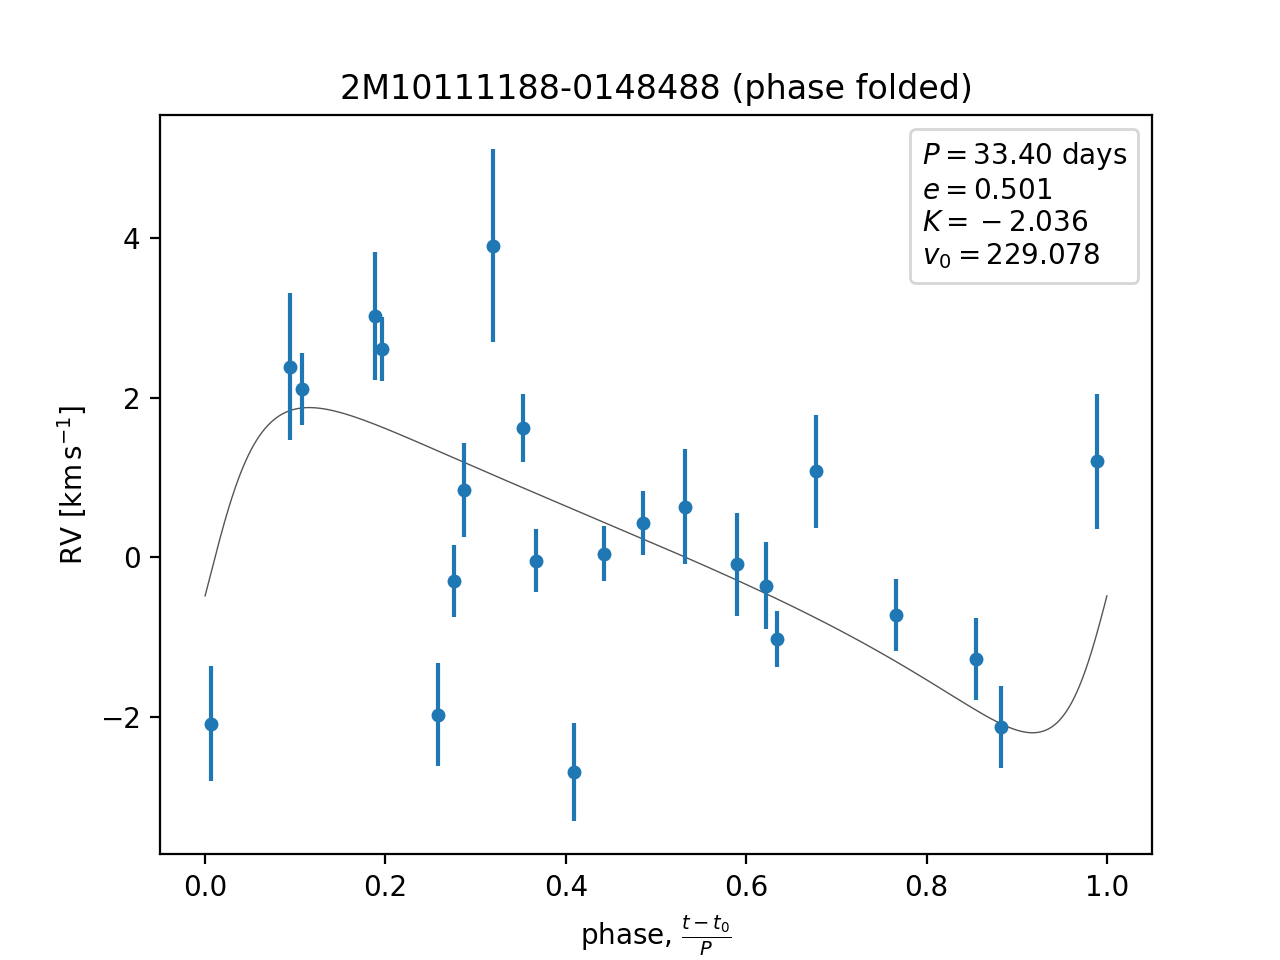 2M10111188-0148488 (phase folded)
P = 33.40 days
e = 0.501
K = −2.036
v₀ = 229.078
RV [km s⁻¹]
4
2
0
−2
0.0 0.2 0.4 0.6 0.8 1.0
phase, (t − t₀)/P